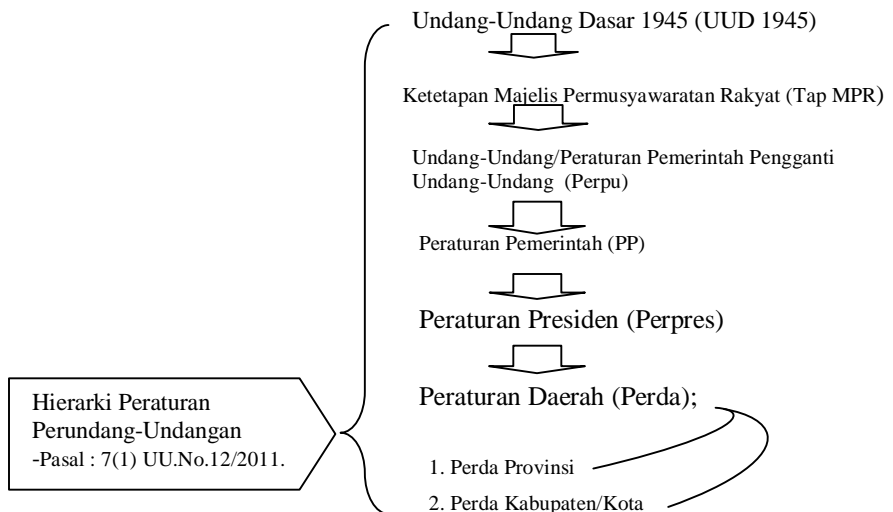 Undang-Undang Dasar 1945 (UUD 1945)
Ketetapan Majelis Permusyawaratan Rakyat (Tap MPR)
Undang-Undang/Peraturan Pemerintah Pengganti
Undang-Undang (Perpu)
Peraturan Pemerintah (PP)
Peraturan Presiden (Perpres)
Peraturan Daerah (Perda);
1. Perda Provinsi
2. Perda Kabupaten/Kota
Hierarki Peraturan
Perundang-Undangan
-Pasal : 7(1) UU.No.12/2011.